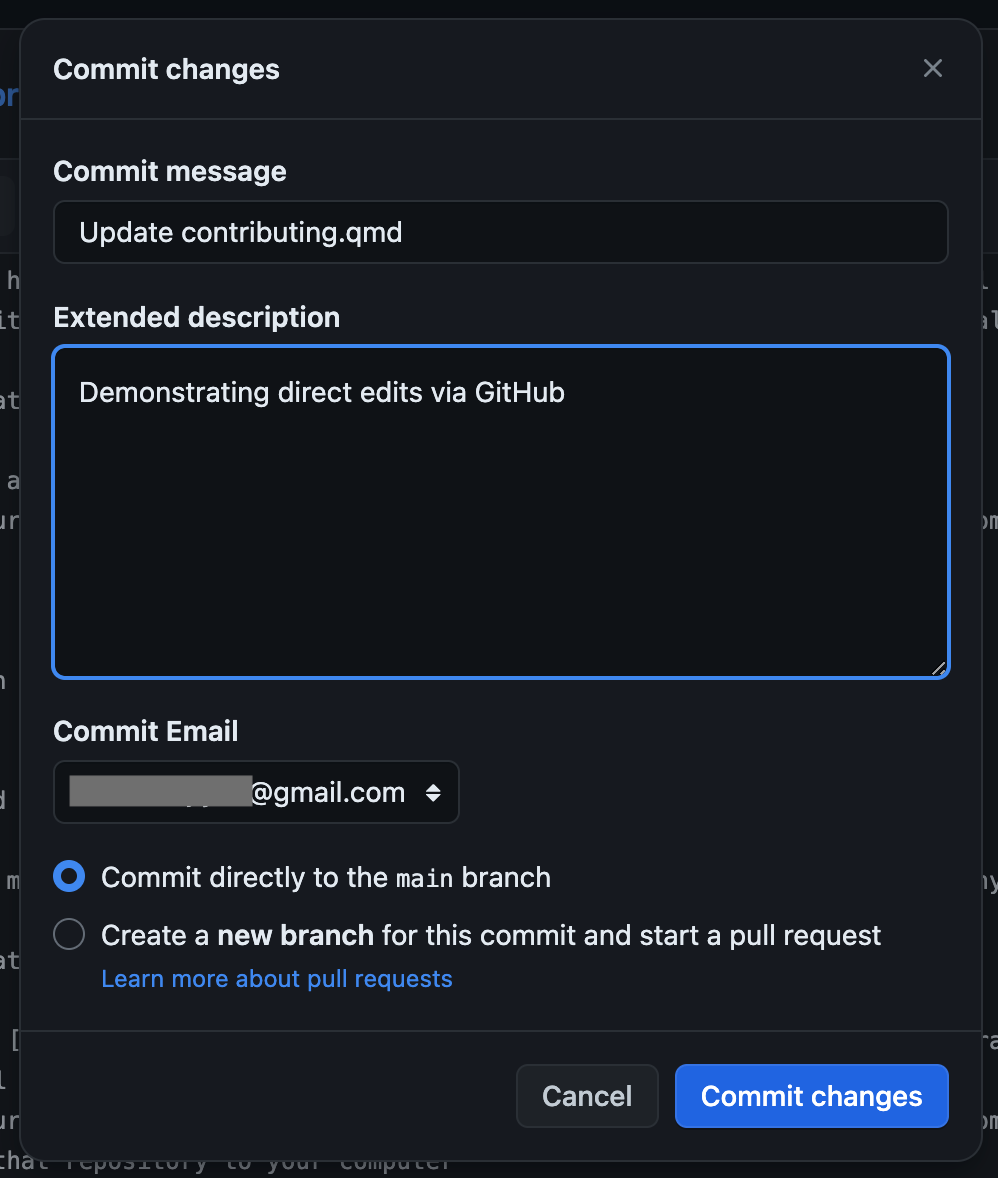 Commit changes
Commit message
Update contributing.qmd
Extended description
Demonstrating direct edits via GitHub
Commit Email
@gmail.com
Commit directly to the main branch
Create a new branch for this commit and start a pull request
Learn more about pull requests
Cancel
Commit changes
that repository to your computer